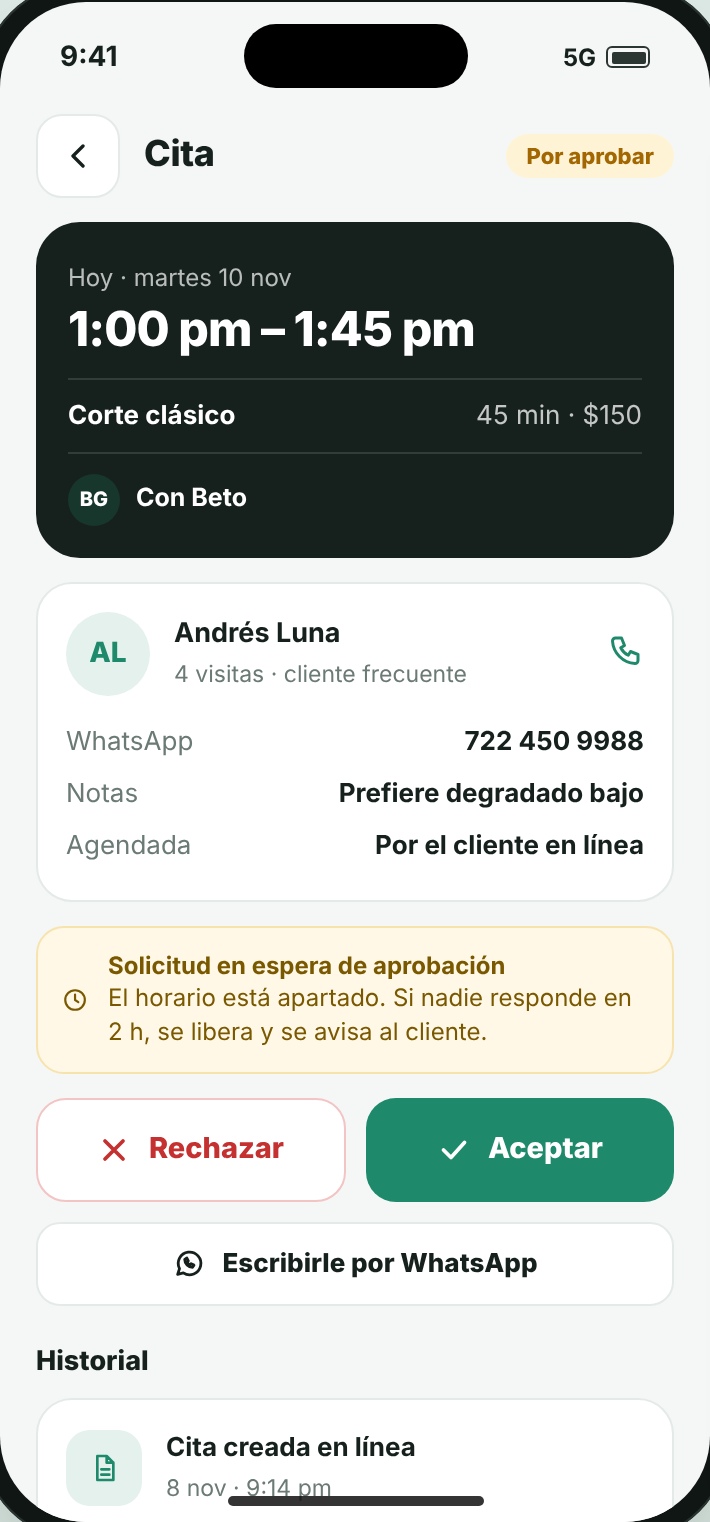 9:41
5G
Cita
Por aprobar
Hoy · martes 10 nov
1:00 pm – 1:45 pm
Corte clásico
45 min · $150
BG
Con Beto
AL
Andrés Luna
4 visitas · cliente frecuente
WhatsApp
722 450 9988
Notas
Prefiere degradado bajo
Agendada
Por el cliente en línea
Solicitud en espera de aprobación
El horario está apartado. Si nadie responde en
2 h, se libera y se avisa al cliente.
Rechazar
Aceptar
Escribirle por WhatsApp
Historial
Cita creada en línea
8 nov · 9:14 pm